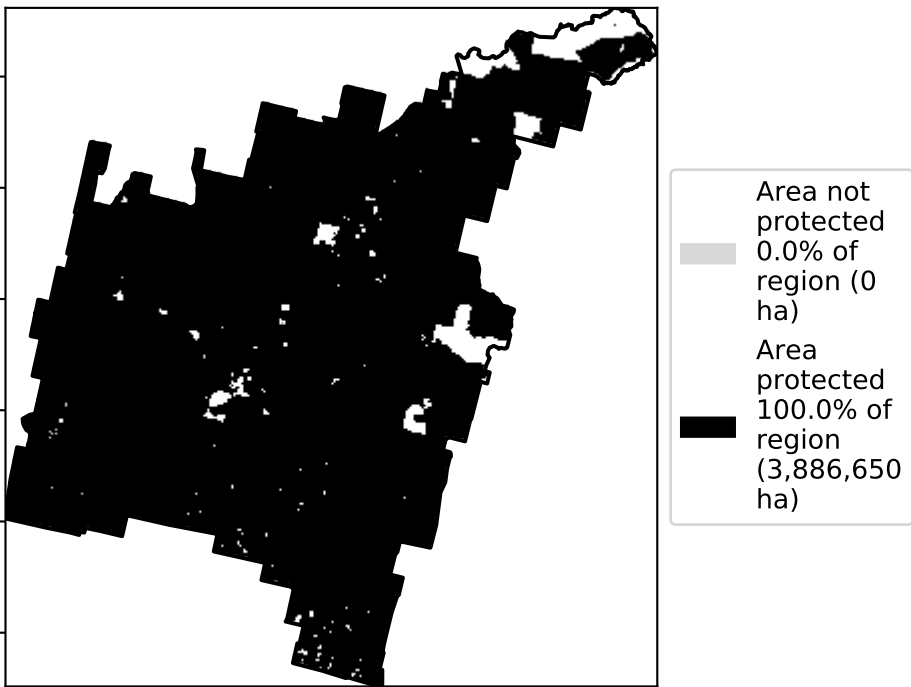 Area not
protected
0.0% of
region (0
ha)
Area
protected
100.0% of
region
(3,886,650
ha)